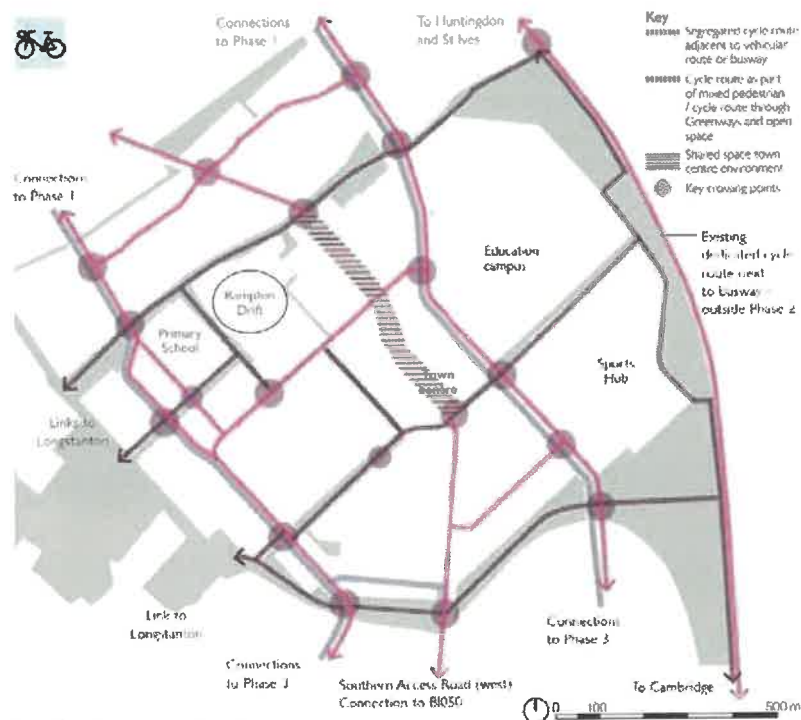 Connections
to Phase 1
To Huntingdon
and St Ives
Key
Segregated cycle route
adjacent to vehicular
route or busway
Cycle route as part
of mixed pedestrian
/ cycle route through
Greenways and open
space
Shared space town
centre environment
Key crossing points
Connections
to Phase 1
Existing
dedicated cycle
route next
to busway
outside Phase 2
Education
campus
Rampton
Drift
Primary
School
Sports
Hub
Town
Centre
Links to
Longstanton
Link to
Longstanton
Connections
to Phase 3
Connections
to Phase 3
Southern Access Road (west)
Connection to B1050
To Cambridge
0 100 500 m